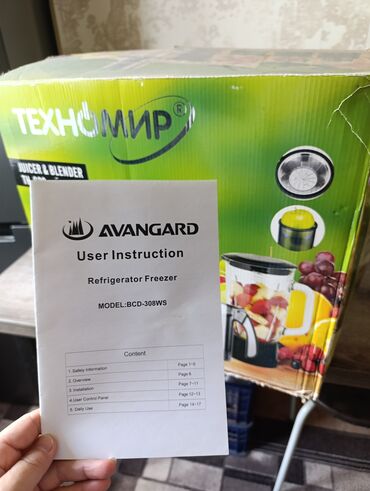 ТЕХНОМИР®
JUICER & BLENDER
AVANGARD
User Instruction
Refrigerator Freezer
MODEL:BCD-308WS
Content
1. Safety Information Page 1~5
2. Overview Page 6
3. Installation Page 7~11
4.User Control Panel Page 12~13
5. Daily Use Page 14~17